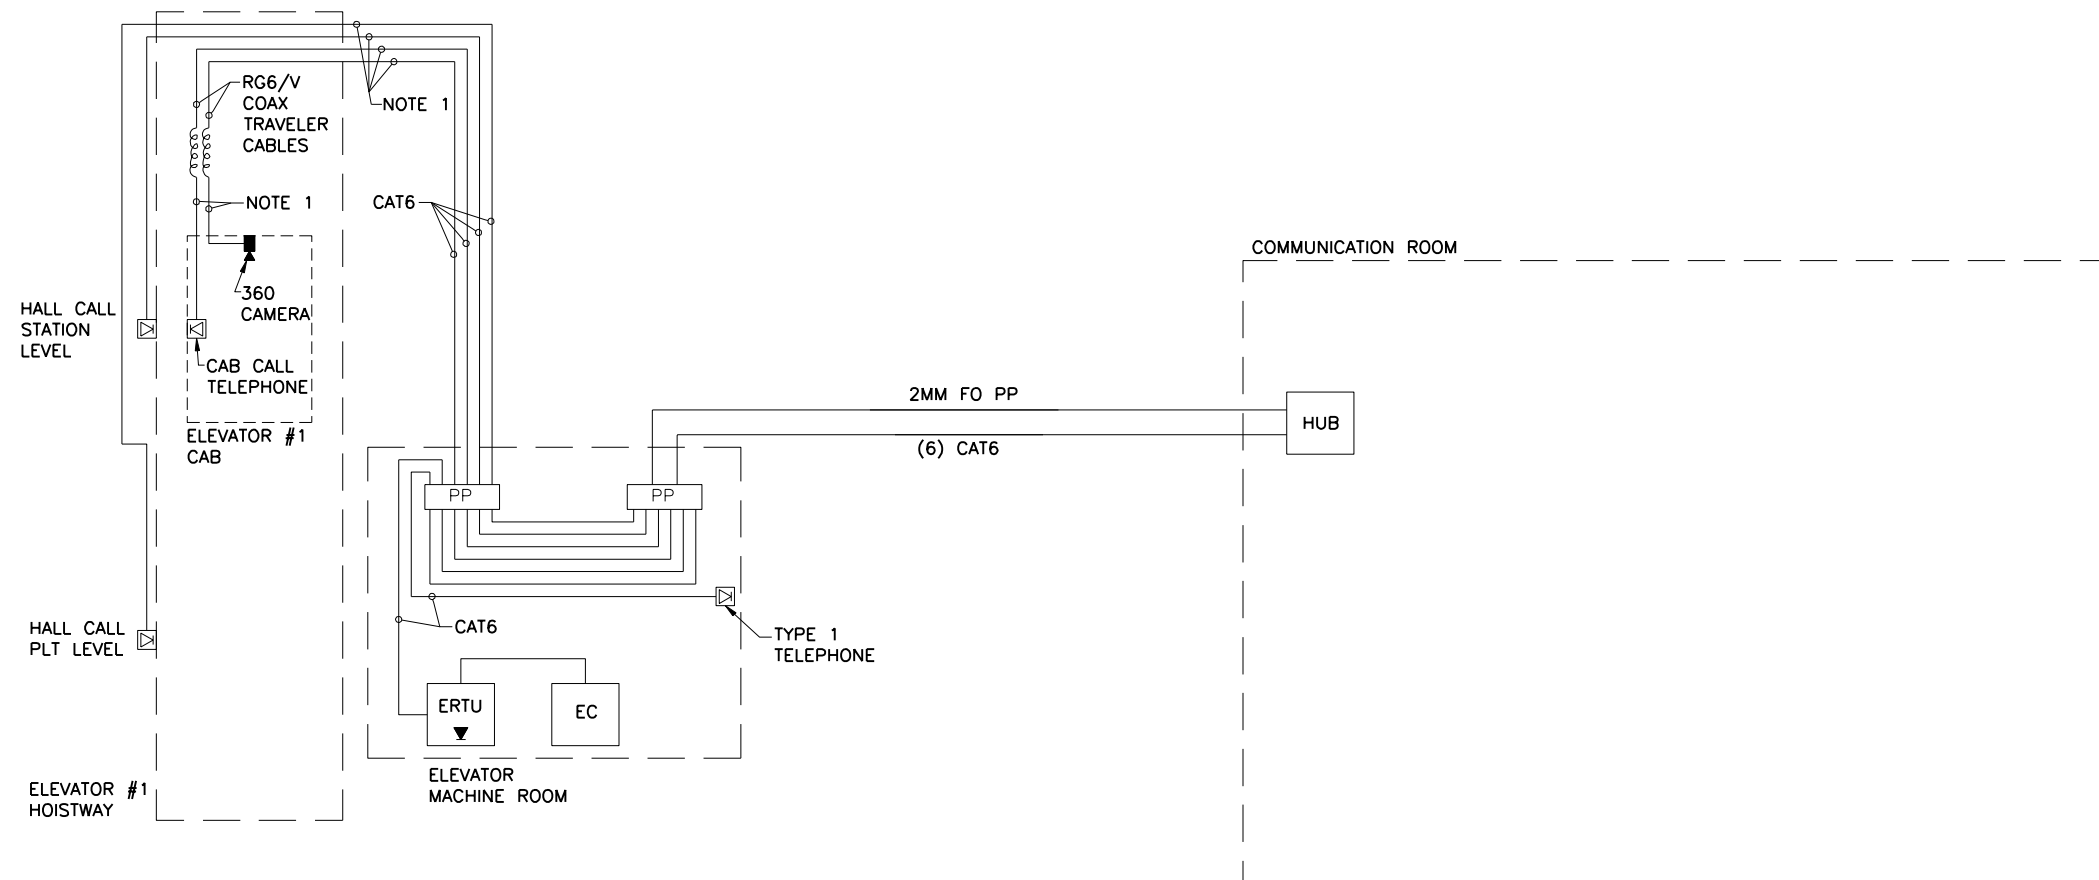 RG6/V
COAX
TRAVELER
CABLES
NOTE 1
NOTE 1
CAT6
360
CAMERA
HALL CALL
STATION
LEVEL
CAB CALL
TELEPHONE
ELEVATOR #1
CAB
COMMUNICATION ROOM
2MM FO PP
(6) CAT6
HUB
PP
PP
CAT6
TYPE 1
TELEPHONE
HALL CALL
PLT LEVEL
ERTU
EC
ELEVATOR
MACHINE ROOM
ELEVATOR #1
HOISTWAY